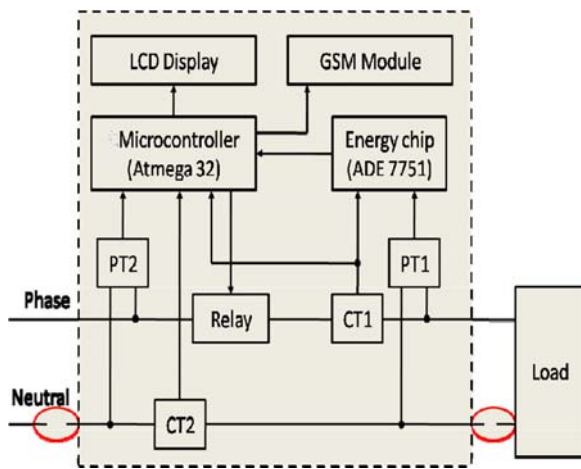 LCD Display
GSM Module
Microcontroller
(Atmega 32)
Energy chip
(ADE 7751)
PT2
PT1
Phase
Relay
CT1
Load
Neutral
CT2